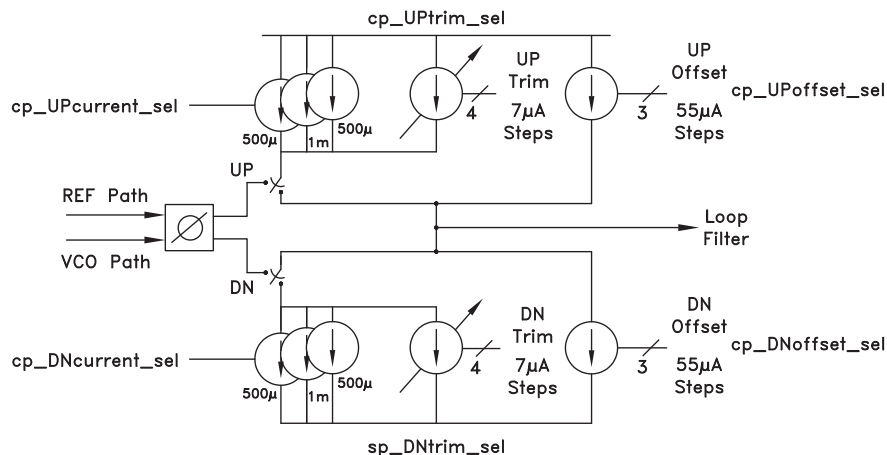 cp_UPtrim_sel
cp_UPcurrent_sel
500μ
1m
500μ
4
UP
Trim
7μA
Steps
3
UP
Offset
55μA
Steps
cp_UPoffset_sel
UP
REF Path
VCO Path
DN
Loop
Filter
cp_DNcurrent_sel
500μ
1m
500μ
4
DN
Trim
7μA
Steps
3
DN
Offset
55μA
Steps
cp_DNoffset_sel
sp_DNtrim_sel